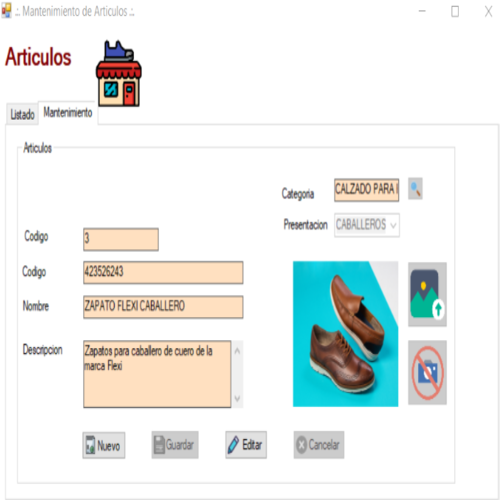 .:. Mantenimiento de Articulos .:.
Articulos
Listado
Mantenimiento
Articulos
Categoria
CALZADO PARA
Presentacion
CABALLEROS
Codigo
3
Codigo
423526243
Nombre
ZAPATO FLEXI CABALLERO
Descripcion
Zapatos para caballero de cuero de la
marca Flexi
Nuevo
Guardar
Editar
Cancelar